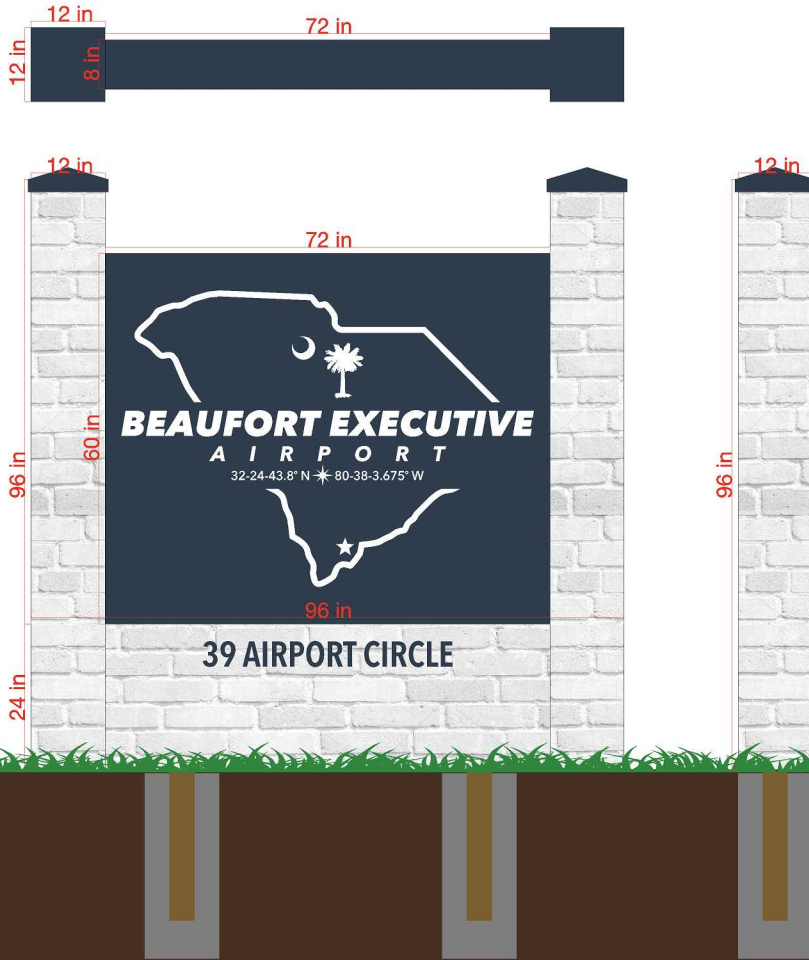 12 in
72 in
12 in
8 in
12 in
12 in
72 in
BEAUFORT EXECUTIVE
AIRPORT
32-24-43.8° N 80-38-3.675° W
60 in
96 in
96 in
96 in
39 AIRPORT CIRCLE
24 in